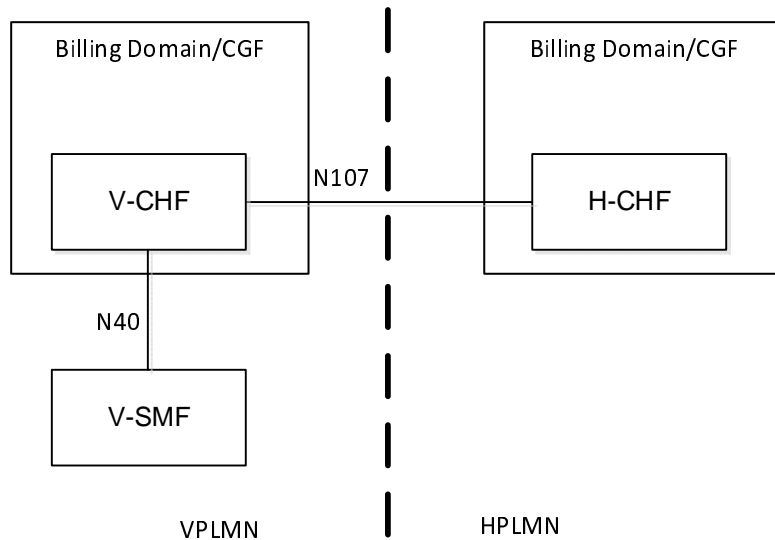 Billing Domain/CGF
Billing Domain/CGF
V-CHF
N107
H-CHF
N40
V-SMF
VPLMN
HPLMN